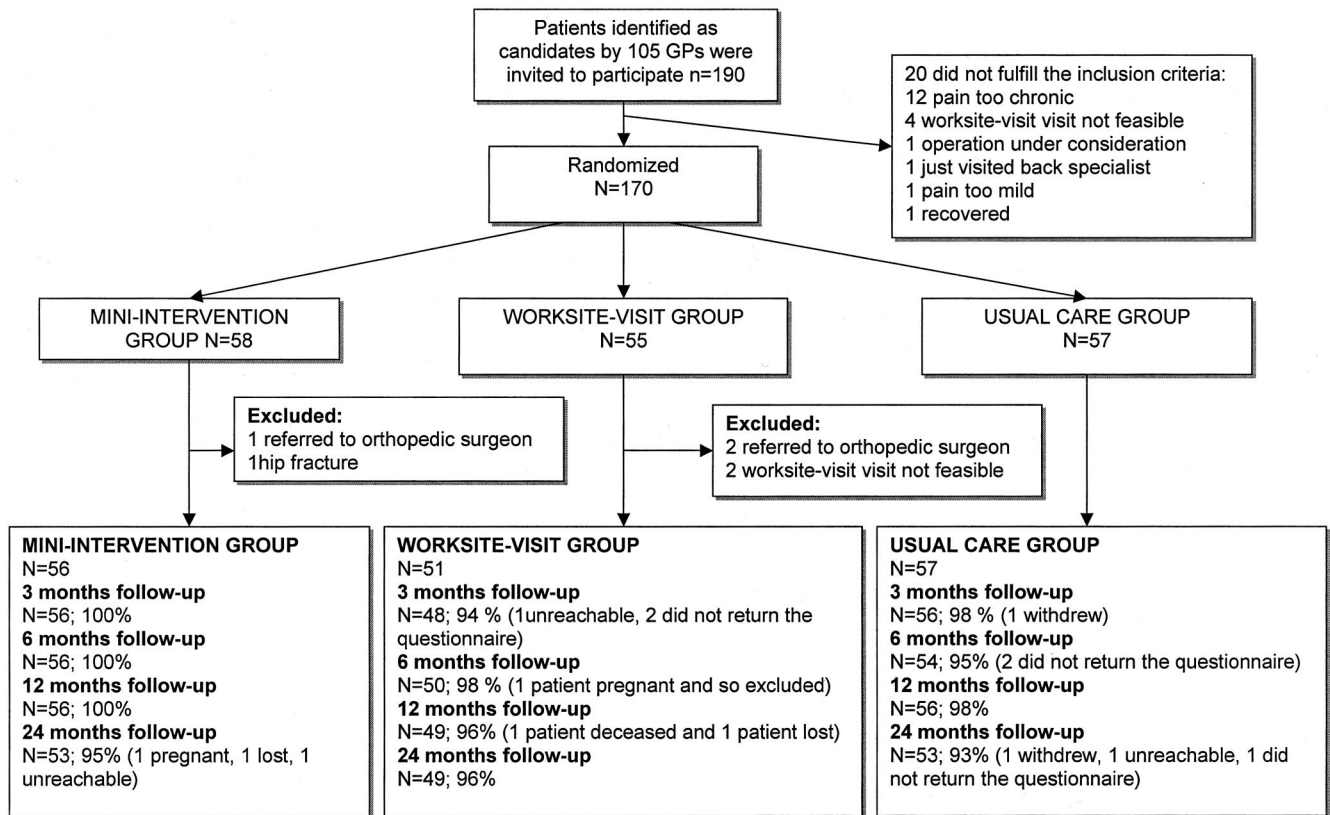 Patients identified as
candidates by 105 GPs were
invited to participate n=190
20 did not fulfill the inclusion criteria:
12 pain too chronic
4 worksite-visit visit not feasible
1 operation under consideration
1 just visited back specialist
1 pain too mild
1 recovered
Randomized
N=170
MINI-INTERVENTION
GROUP N=58
WORKSITE-VISIT GROUP
N=55
USUAL CARE GROUP
N=57
Excluded:
1 referred to orthopedic surgeon
1hip fracture
Excluded:
2 referred to orthopedic surgeon
2 worksite-visit visit not feasible
MINI-INTERVENTION GROUP
N=56
3 months follow-up
N=56; 100%
6 months follow-up
N=56; 100%
12 months follow-up
N=56; 100%
24 months follow-up
N=53; 95% (1 pregnant, 1 lost, 1
unreachable)
WORKSITE-VISIT GROUP
N=51
3 months follow-up
N=48; 94 % (1unreachable, 2 did not return the
questionnaire)
6 months follow-up
N=50; 98 % (1 patient pregnant and so excluded)
12 months follow-up
N=49; 96% (1 patient deceased and 1 patient lost)
24 months follow-up
N=49; 96%
USUAL CARE GROUP
N=57
3 months follow-up
N=56; 98 % (1 withdrew)
6 months follow-up
N=54; 95% (2 did not return the questionnaire)
12 months follow-up
N=56; 98%
24 months follow-up
N=53; 93% (1 withdrew, 1 unreachable, 1 did
not return the questionnaire)